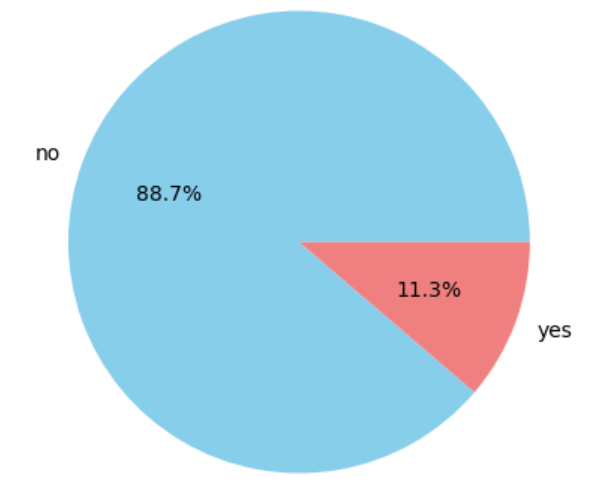 no
88.7%
11.3%
yes